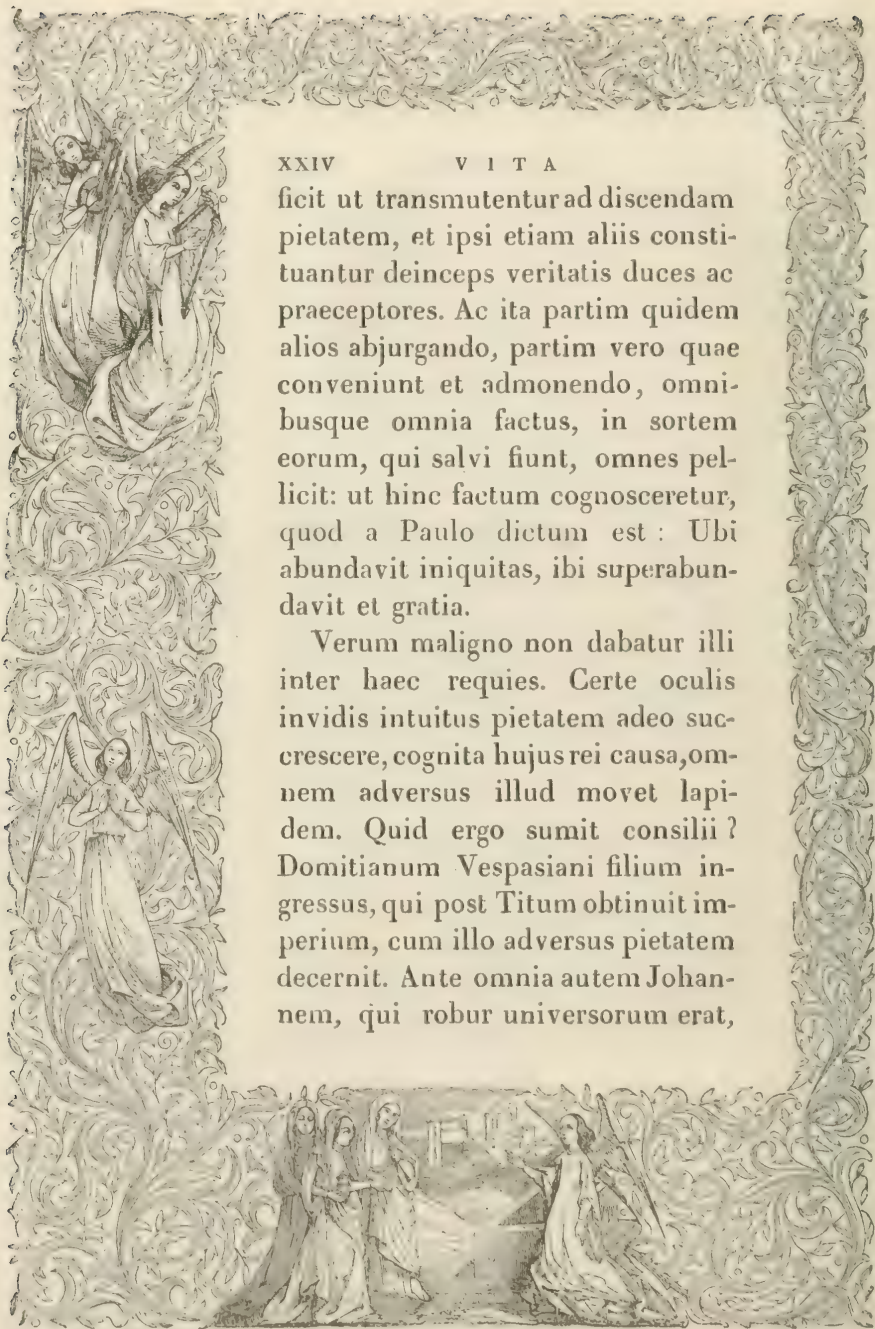 XXIV VITA
ficit ut transmutentur ad discendam
pietatem, et ipsi etiam aliis consti-
tuantur deinceps veritatis duces ac
praeceptores. Ac ita partim quidem
alios abjurgando, partim vero quae
conveniunt et admonendo, omni-
busque omnia factus, in sortem
eorum, qui salvi fiunt, omnes pel-
licit: ut hinc factum cognosceretur,
quod a Paulo dictum est : Ubi
abundavit iniquitas, ibi superabun-
davit et gratia.
Verum maligno non dabatur illi
inter haec requies. Certe oculis
invidis intuitus pietatem adeo suc-
crescere, cognita hujus rei causa, om-
nem adversus illud movet lapi-
dem. Quid ergo sumit consilii ?
Domitianum Vespasiani filium in-
gressus, qui post Titum obtinuit im-
perium, cum illo adversus pietatem
decernit. Ante omnia autem Johan-
nem, qui robur universorum erat,